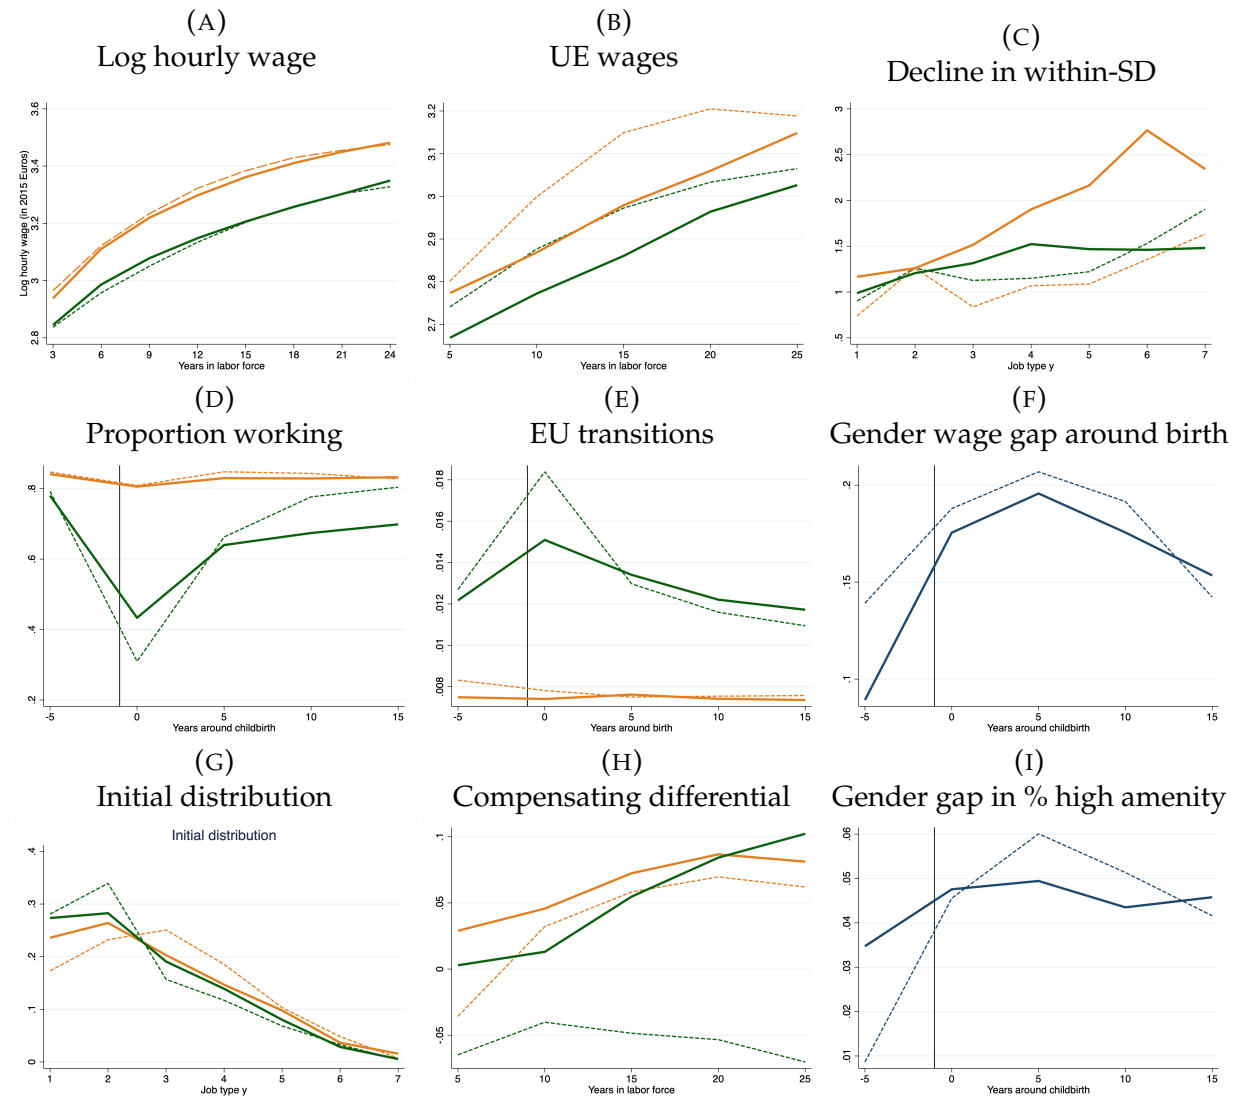 (A)
Log hourly wage
Log hourly wage (in 2015 Euros)
3.6
3.4
3.2
3
2.8
3 6 9 12 15 18 21 24
Years in labor force
(B)
UE wages
3.2
3.1
3
2.9
2.8
2.7
5 10 15 20 25
Years in labor force
(C)
Decline in within-SD
3
2.5
2
1.5
1
.5
1 2 3 4 5 6 7
Job type y
(D)
Proportion working
.8
.6
.4
.2
-5 0 5 10 15
Years around childbirth
(E)
EU transitions
.018
.016
.014
.012
.01
.008
-5 0 5 10 15
Years around birth
(F)
Gender wage gap around birth
.2
.15
.1
-5 0 5 10 15
Years around childbirth
(G)
Initial distribution
Initial distribution
.4
.3
.2
.1
0
1 2 3 4 5 6 7
Job type y
(H)
Compensating differential
.1
.05
0
-.05
5 10 15 20 25
Years in labor force
(I)
Gender gap in % high amenity
.06
.05
.04
.03
.02
.01
-5 0 5 10 15
Years around childbirth